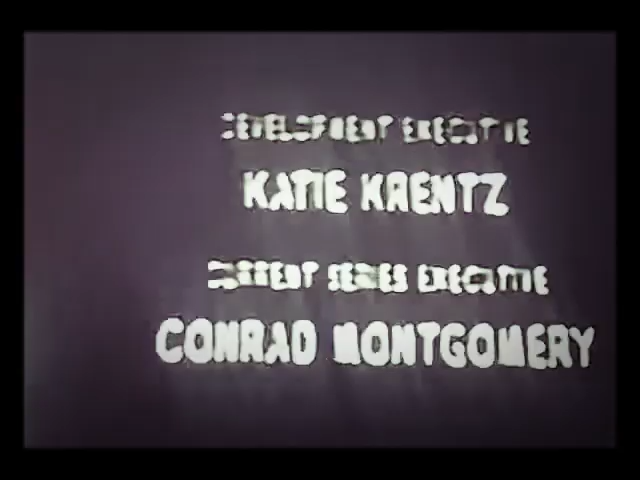 DEVELOPMENT EXECUTIVE
KATIE KRENTZ
CURRENT SERIES EXECUTIVE
CONRAD MONTGOMERY